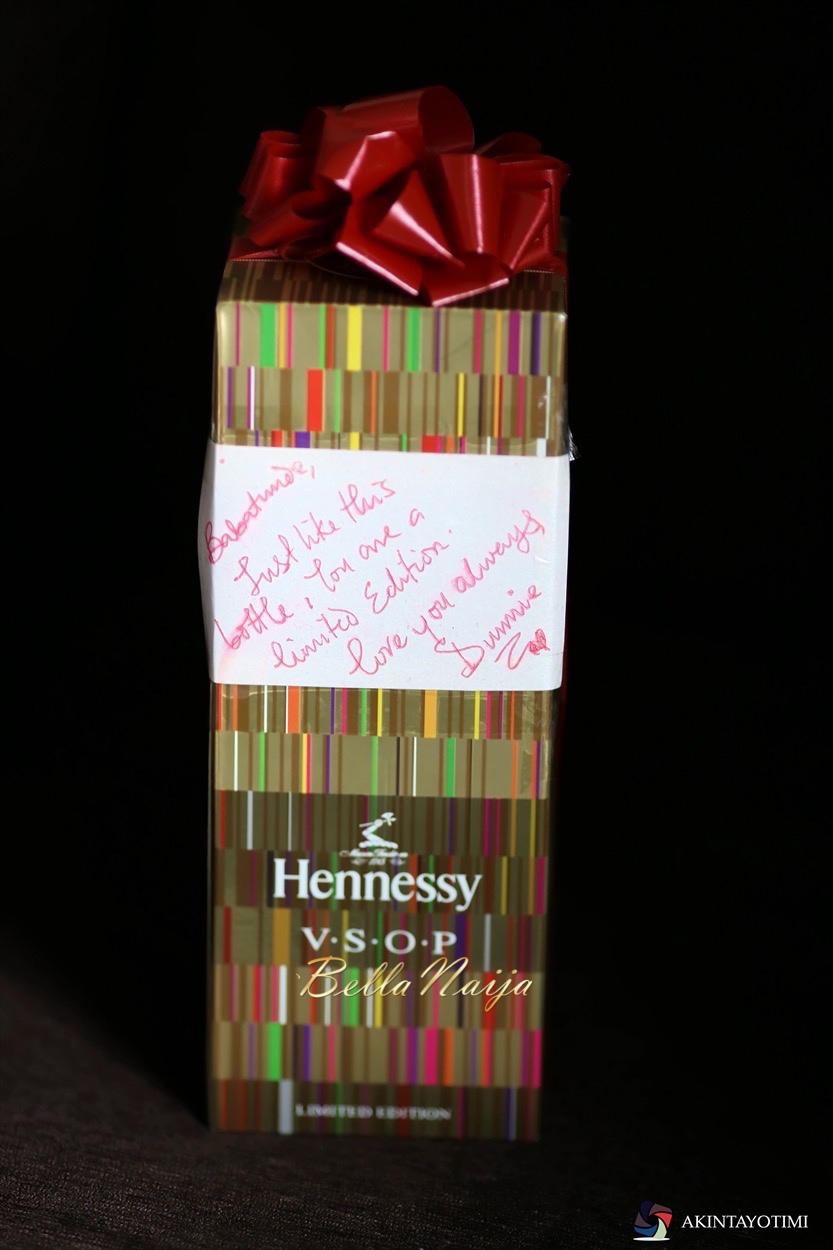 Babatunde,
Just like this
bottle, You are a
limited Edition.
love you always
Dunnie
Hennessy
V·S·O·P
BellaNaija
LIMITED EDITION
AKINTAYOTIMI